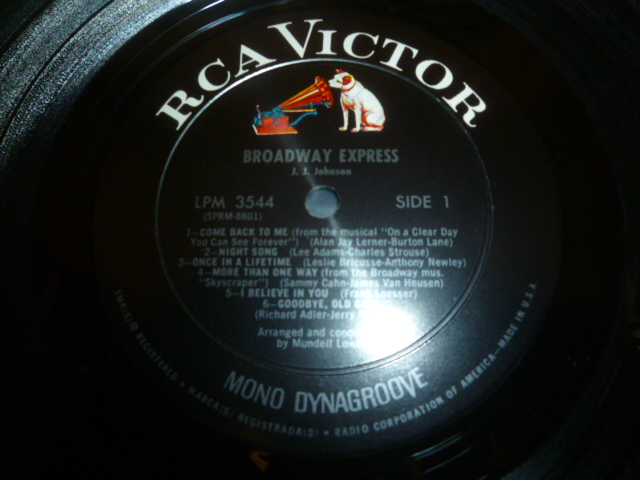 RCA VICTOR
BROADWAY EXPRESS
J. J. Johnson
LPM 3544
(SPRM-8801)
SIDE 1
1—COME BACK TO ME (from the musical "On a Clear Day
You Can See Forever") (Alan Jay Lerner-Burton Lane)
2—NIGHT SONG (Lee Adams-Charles Strouse)
3—ONCE IN A LIFETIME (Leslie Bricusse-Anthony Newley)
4—MORE THAN ONE WAY (from the Broadway mus.
"Skyscraper") (Sammy Cahn-James Van Heusen)
5—I BELIEVE IN YOU (Frank Loesser)
6—GOODBYE, OLD
(Richard Adler-Jerry
Arranged and
by Mundell
MONO DYNAGROOVE
TMK(S) ® REGISTERED • MARCA(S) REGISTRADA(S) • RADIO CORPORATION OF AMERICA—MADE IN U.S.A.